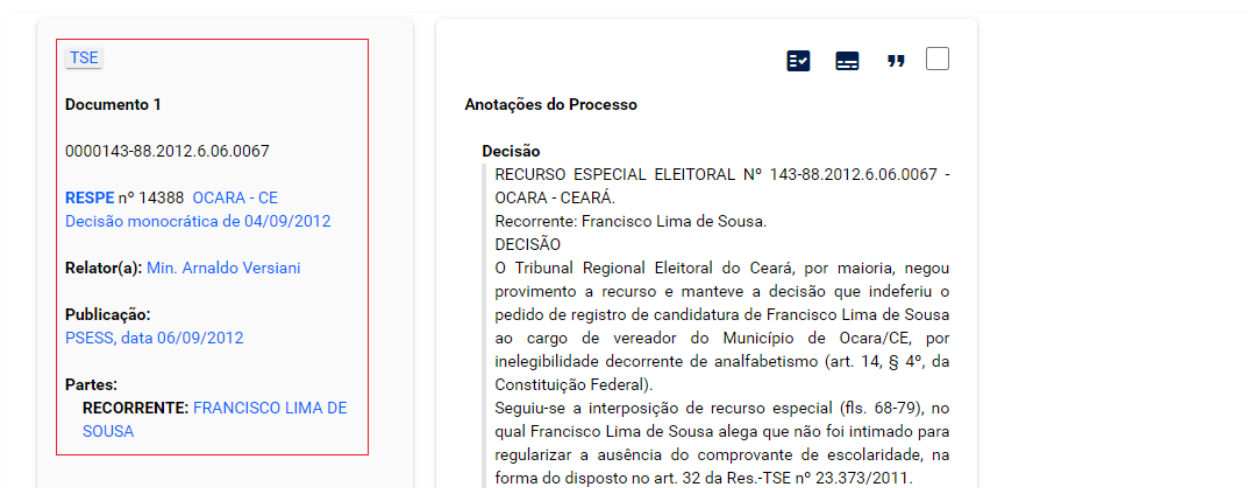 TSE
Documento 1
0000143-88.2012.6.06.0067
RESPE nº 14388 OCARA - CE
Decisão monocrática de 04/09/2012
Relator(a): Min. Arnaldo Versiani
Publicação:
PSESS, data 06/09/2012
Partes:
RECORRENTE: FRANCISCO LIMA DE
SOUSA
Anotações do Processo
Decisão
RECURSO ESPECIAL ELEITORAL Nº 143-88.2012.6.06.0067 -
OCARA - CEARÁ.
Recorrente: Francisco Lima de Sousa.
DECISÃO
O Tribunal Regional Eleitoral do Ceará, por maioria, negou
provimento a recurso e manteve a decisão que indeferiu o
pedido de registro de candidatura de Francisco Lima de Sousa
ao cargo de vereador do Município de Ocara/CE, por
inelegibilidade decorrente de analfabetismo (art. 14, § 4º, da
Constituição Federal).
Seguiu-se a interposição de recurso especial (fls. 68-79), no
qual Francisco Lima de Sousa alega que não foi intimado para
regularizar a ausência do comprovante de escolaridade, na
forma do disposto no art. 32 da Res.-TSE nº 23.373/2011.